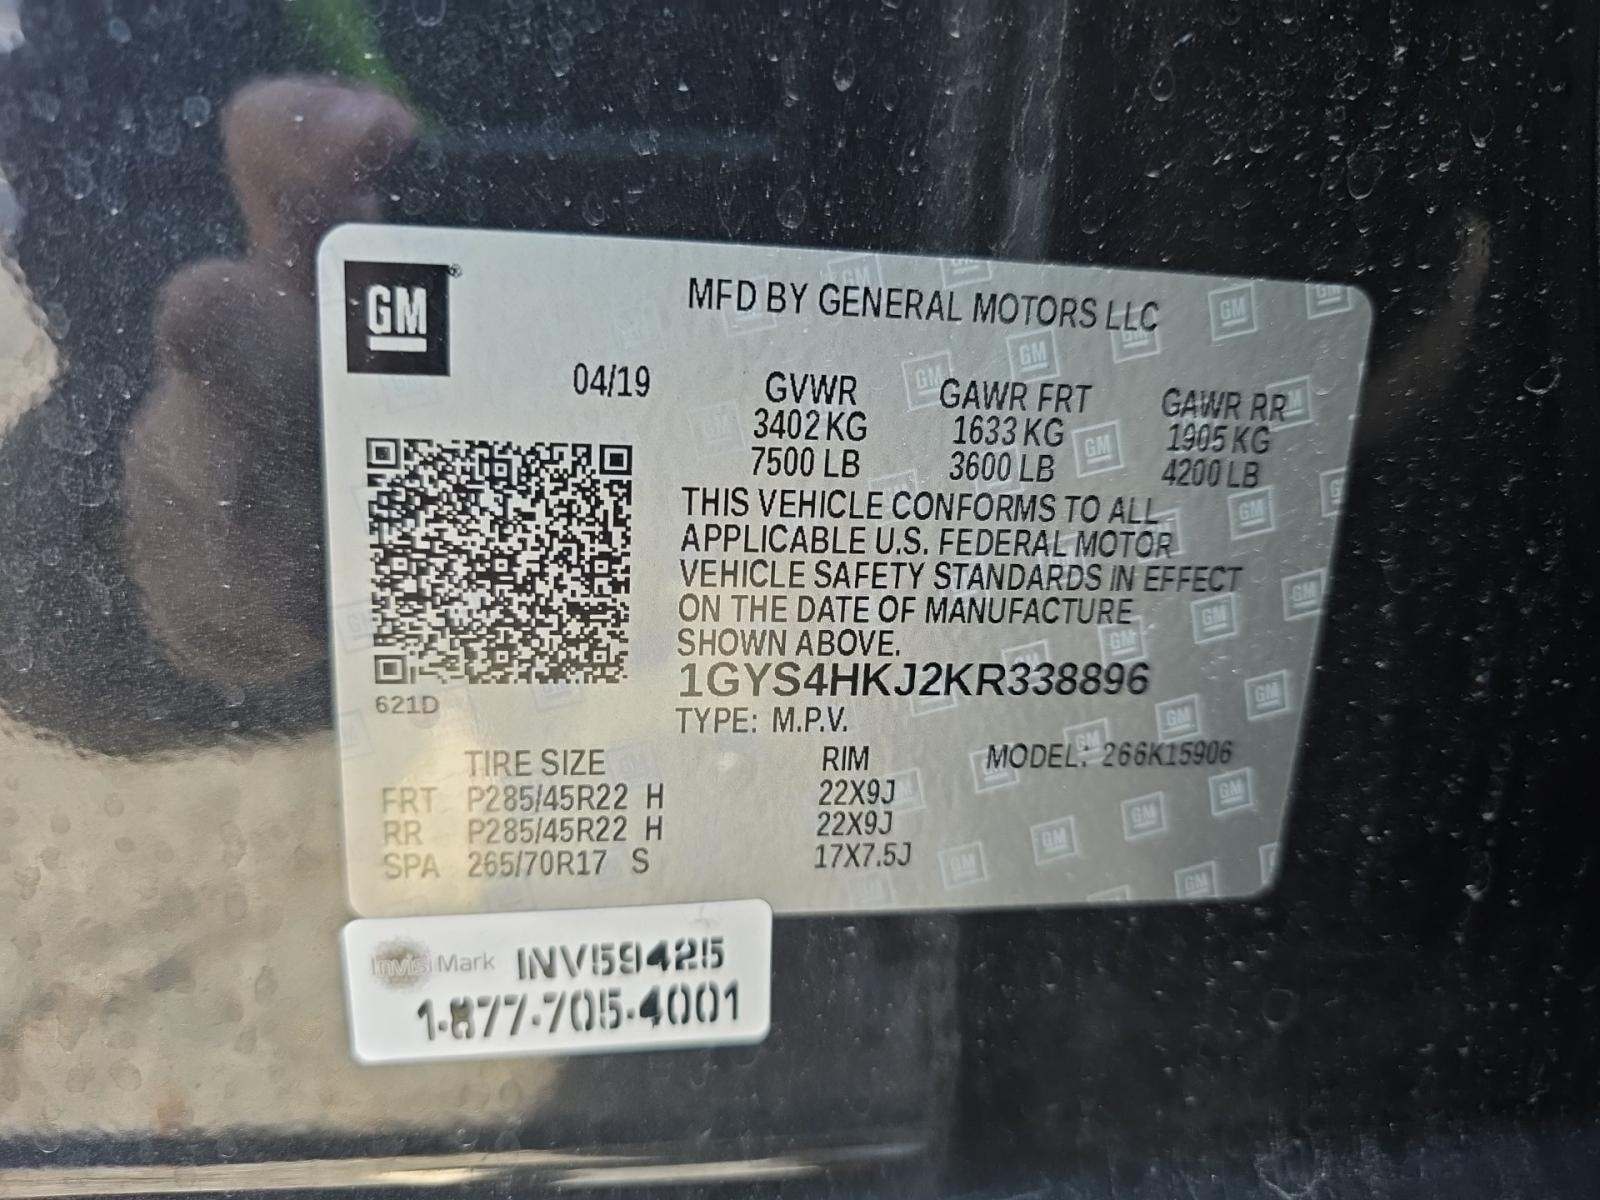 GM®
MFD BY GENERAL MOTORS LLC
04/19
GVWR GAWR FRT GAWR RR
3402 KG 1633 KG 1905 KG
7500 LB 3600 LB 4200 LB
THIS VEHICLE CONFORMS TO ALL
APPLICABLE U.S. FEDERAL MOTOR
VEHICLE SAFETY STANDARDS IN EFFECT
ON THE DATE OF MANUFACTURE
SHOWN ABOVE.
1GYS4HKJ2KR338896
621D
TYPE: M.P.V.
TIRE SIZE RIM MODEL: 266K15906
FRT P285/45R22 H 22X9J
RR P285/45R22 H 22X9J
SPA 265/70R17 S 17X7.5J
InvisiMark INV59425
1-877-705-4001